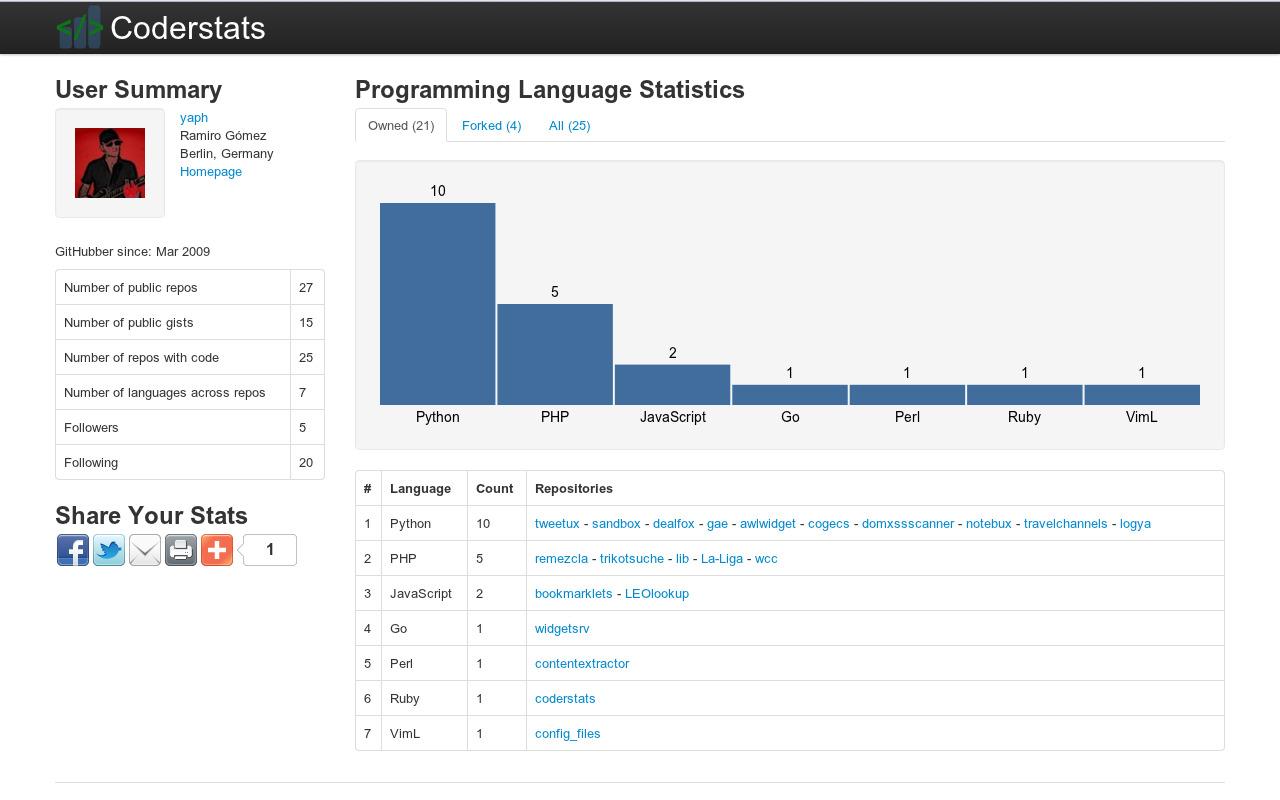 </> Coderstats
User Summary
yaph
Ramiro Gómez
Berlin, Germany
Homepage
GitHubber since: Mar 2009
Number of public repos 27
Number of public gists 15
Number of repos with code 25
Number of languages across repos 7
Followers 5
Following 20
Share Your Stats
1
Programming Language Statistics
Owned (21) Forked (4) All (25)
10
5
2
1 1 1 1
Python PHP JavaScript Go Perl Ruby VimL
# Language Count Repositories
1 Python 10 tweetux - sandbox - dealfox - gae - awlwidget - cogecs - domxssscanner - notebux - travelchannels - logya
2 PHP 5 remezcla - trikotsuche - lib - La-Liga - wcc
3 JavaScript 2 bookmarklets - LEOlookup
4 Go 1 widgetsrv
5 Perl 1 contentextractor
6 Ruby 1 coderstats
7 VimL 1 config_files